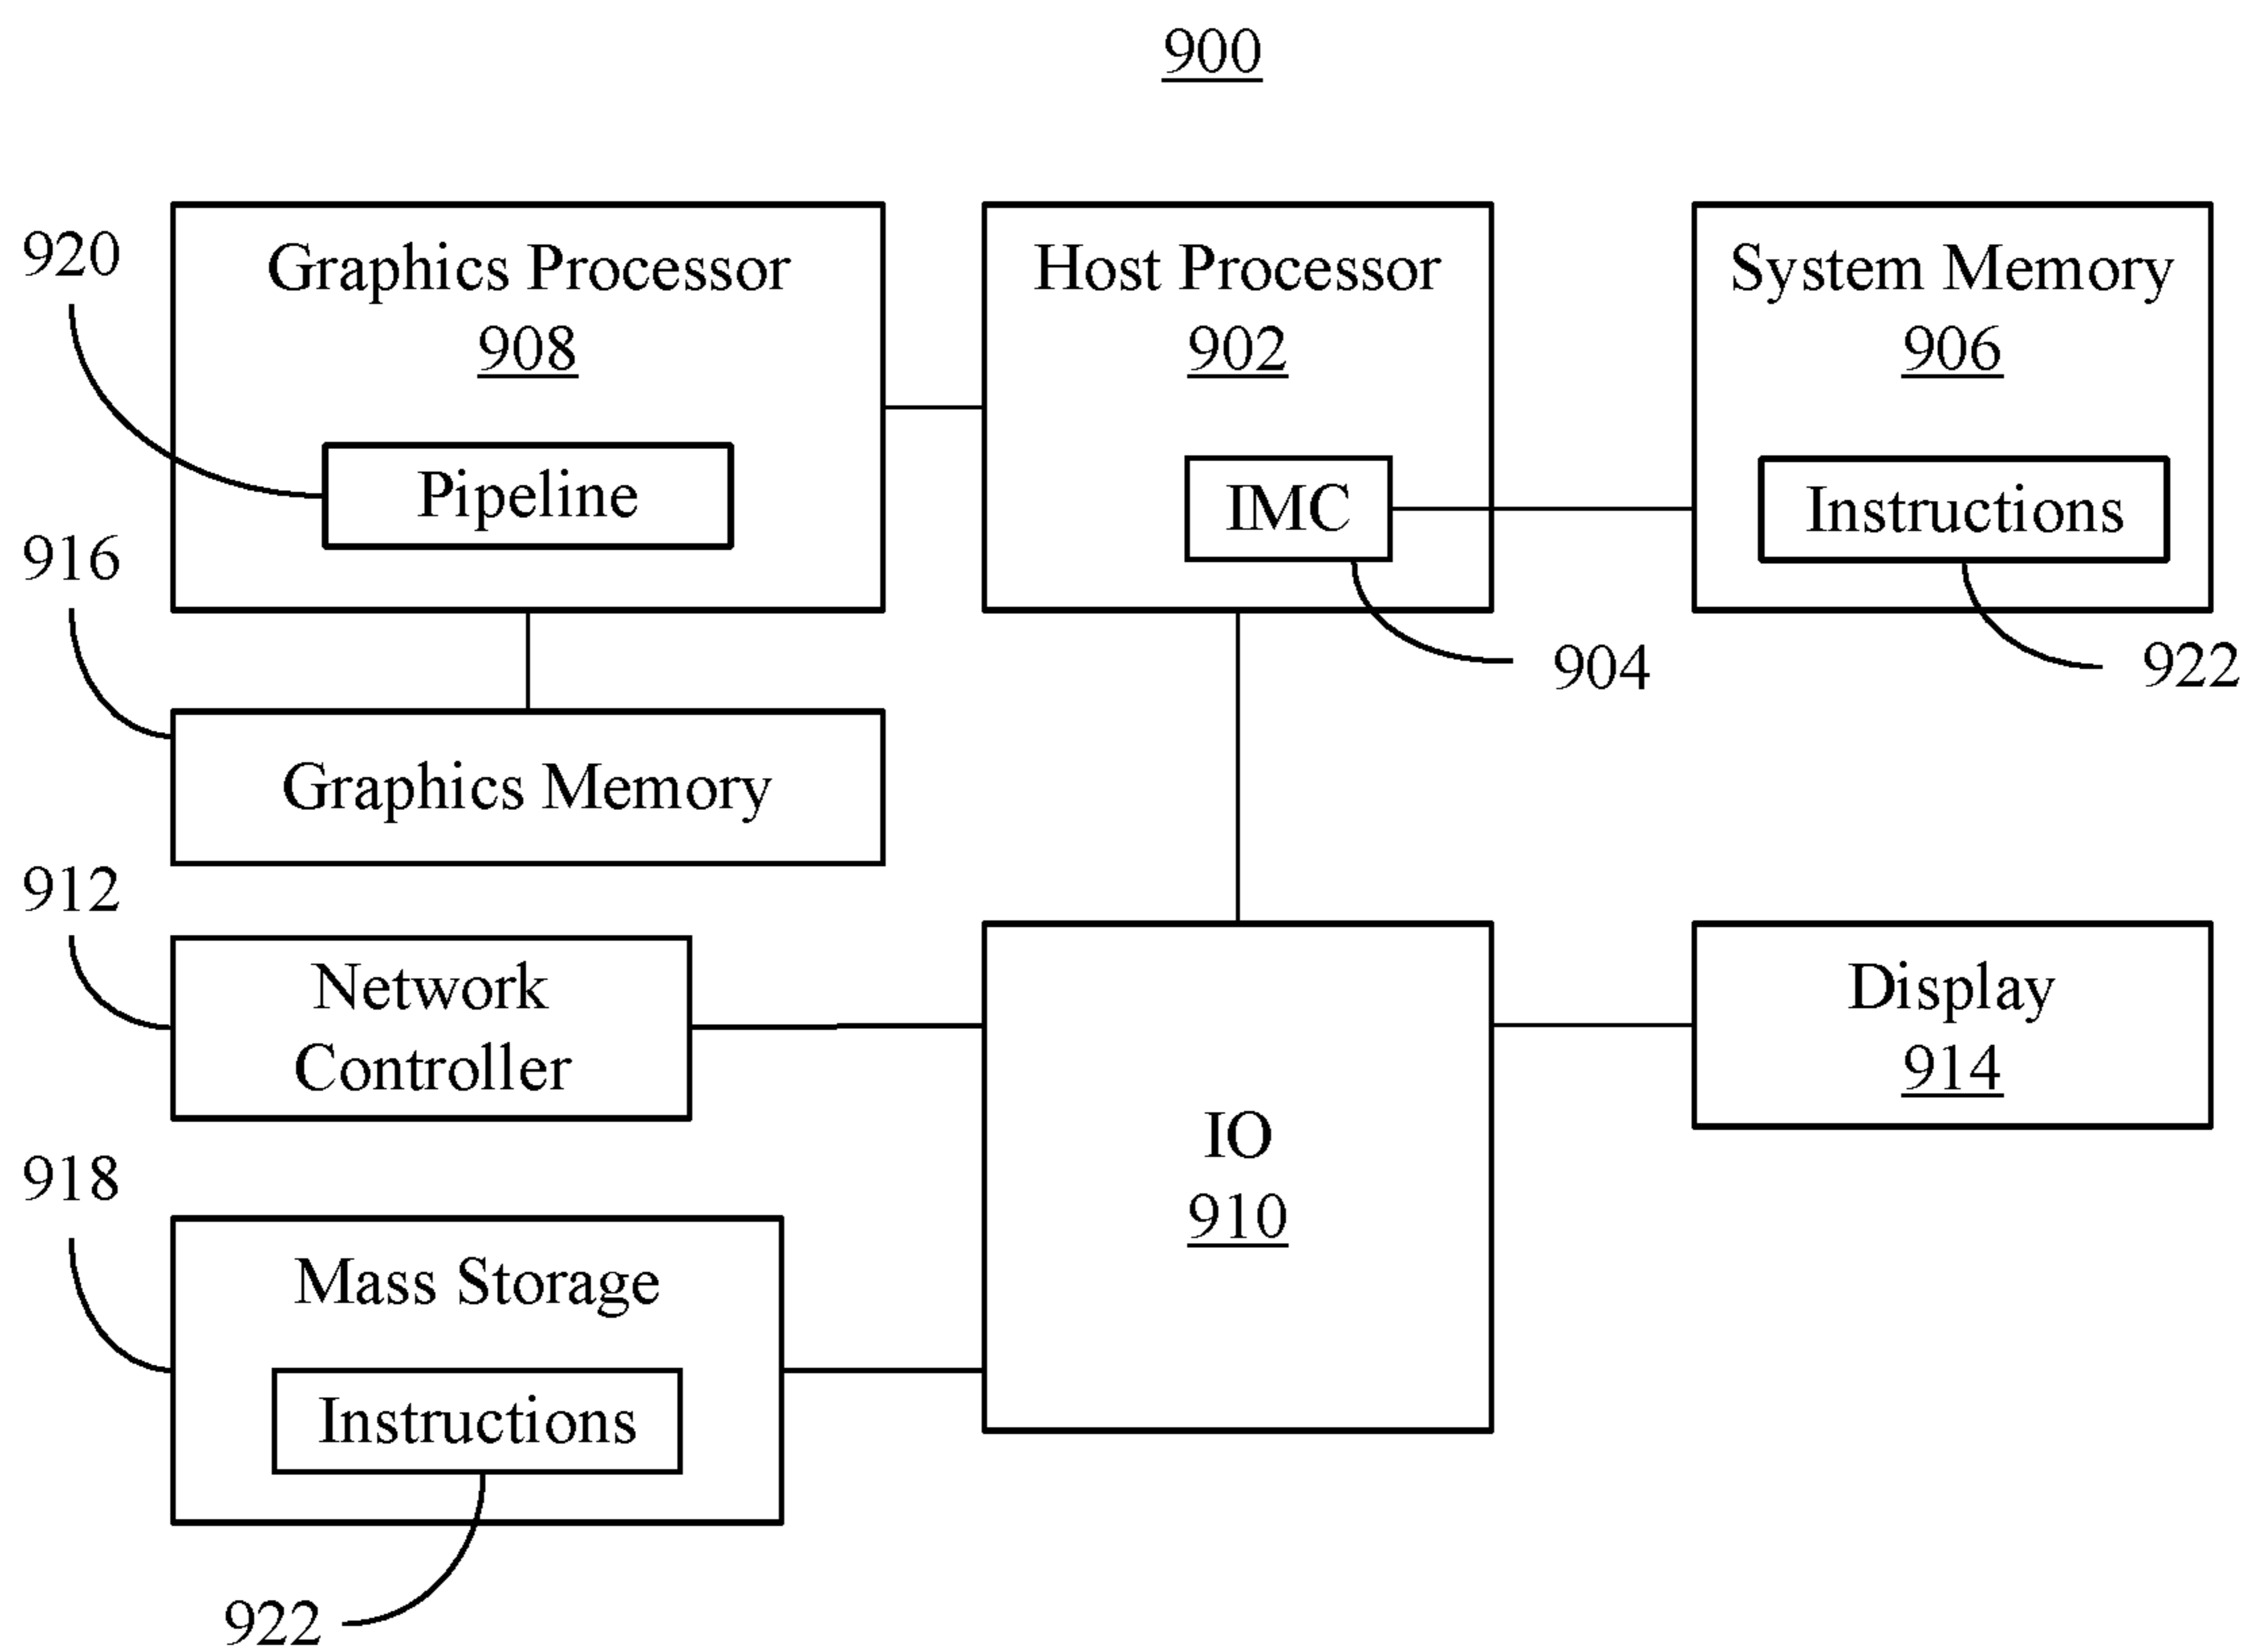 900
920
Graphics Processor
908
Pipeline
Host Processor
902
IMC
904
System Memory
906
Instructions
922
916
Graphics Memory
912
Network
Controller
IO
910
Display
914
918
Mass Storage
Instructions
922